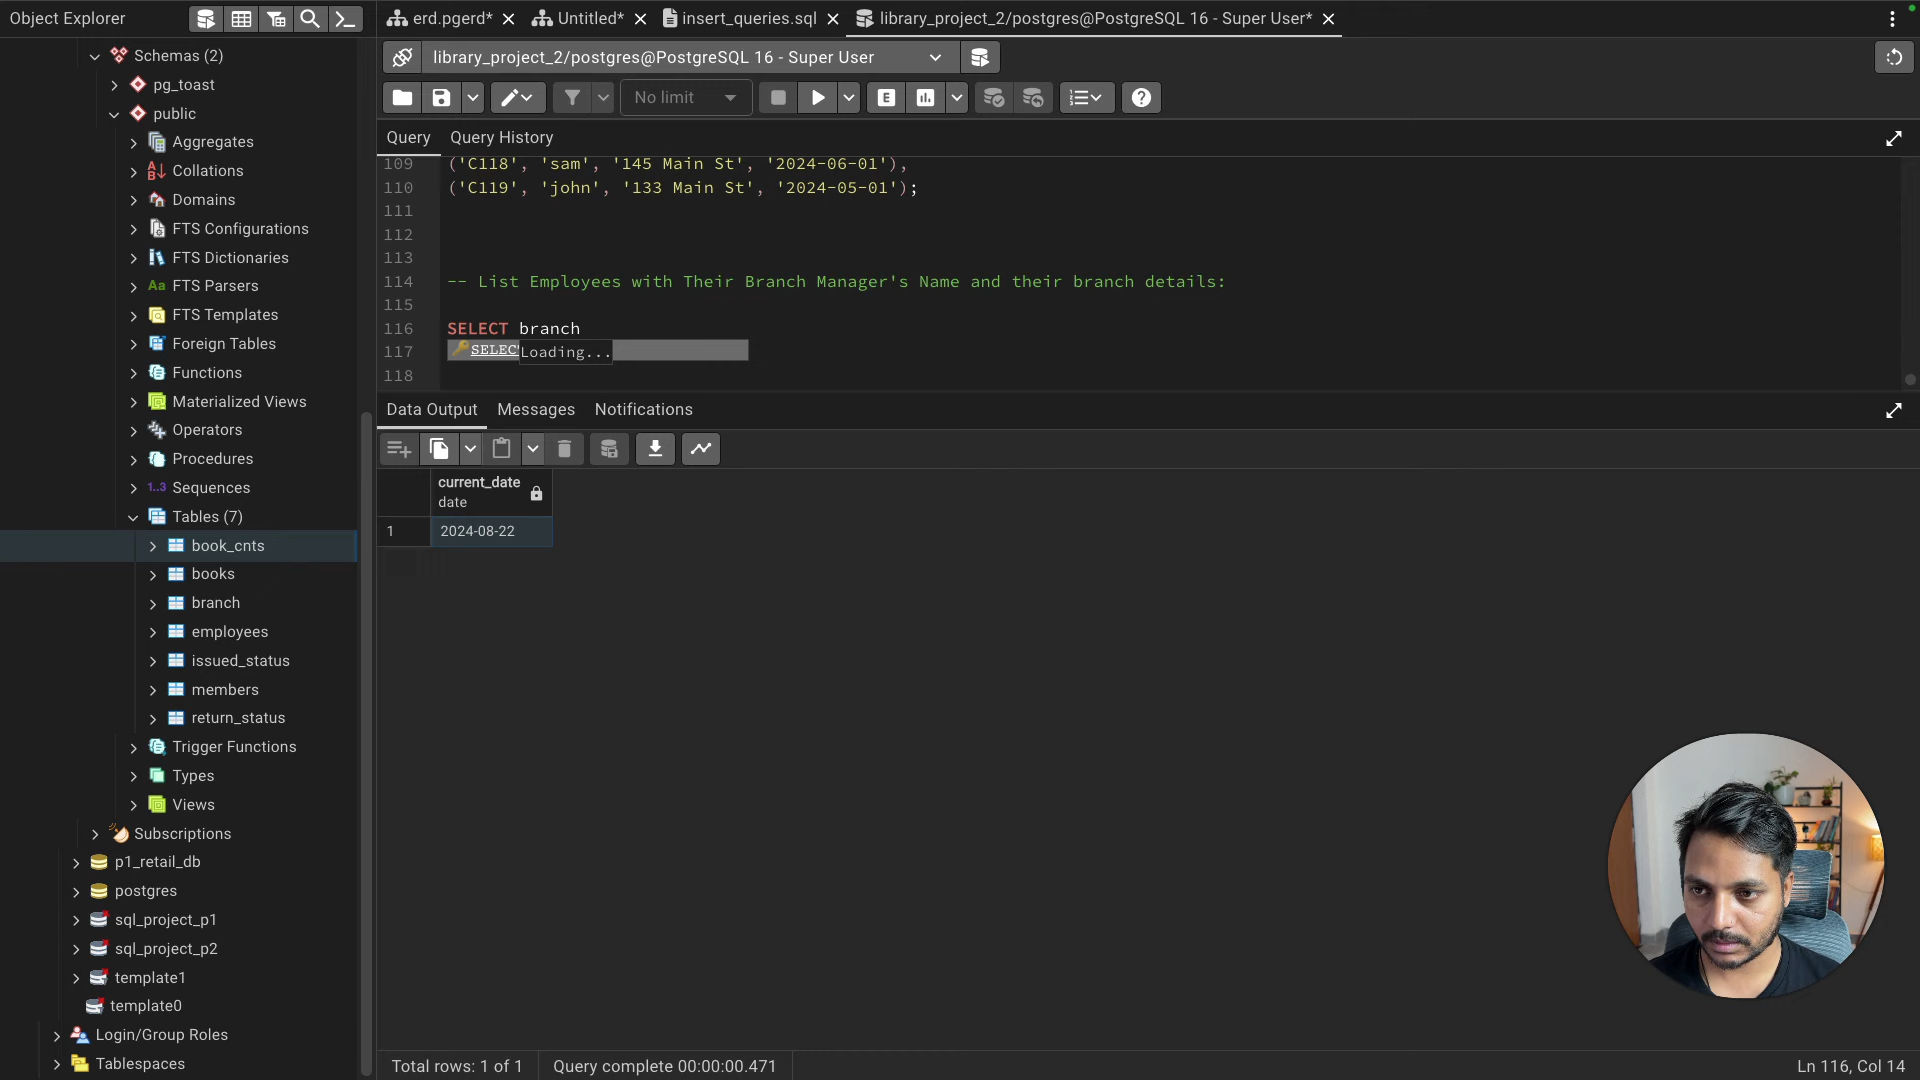 Object Explorer
erd.pgerd*
Untitled*
insert_queries.sql
library_project_2/postgres@PostgreSQL 16 - Super User*
library_project_2/postgres@PostgreSQL 16 - Super User
No limit
E
Query
Query History
109 ('C118', 'sam', '145 Main St', '2024-06-01'),
110 ('C119', 'john', '133 Main St', '2024-05-01');
111
112
113
114 -- List Employees with Their Branch Manager's Name and their branch details:
115
116 SELECT branch
117 SELEC Loading...
118
Data Output
Messages
Notifications
current_date
date
1 2024-08-22
Schemas (2)
pg_toast
public
Aggregates
Collations
Domains
FTS Configurations
FTS Dictionaries
Aa FTS Parsers
FTS Templates
Foreign Tables
Functions
Materialized Views
Operators
Procedures
1..3 Sequences
Tables (7)
book_cnts
books
branch
employees
issued_status
members
return_status
Trigger Functions
Types
Views
Subscriptions
p1_retail_db
postgres
sql_project_p1
sql_project_p2
template1
template0
Login/Group Roles
Tablespaces
Total rows: 1 of 1
Query complete 00:00:00.471
Ln 116, Col 14